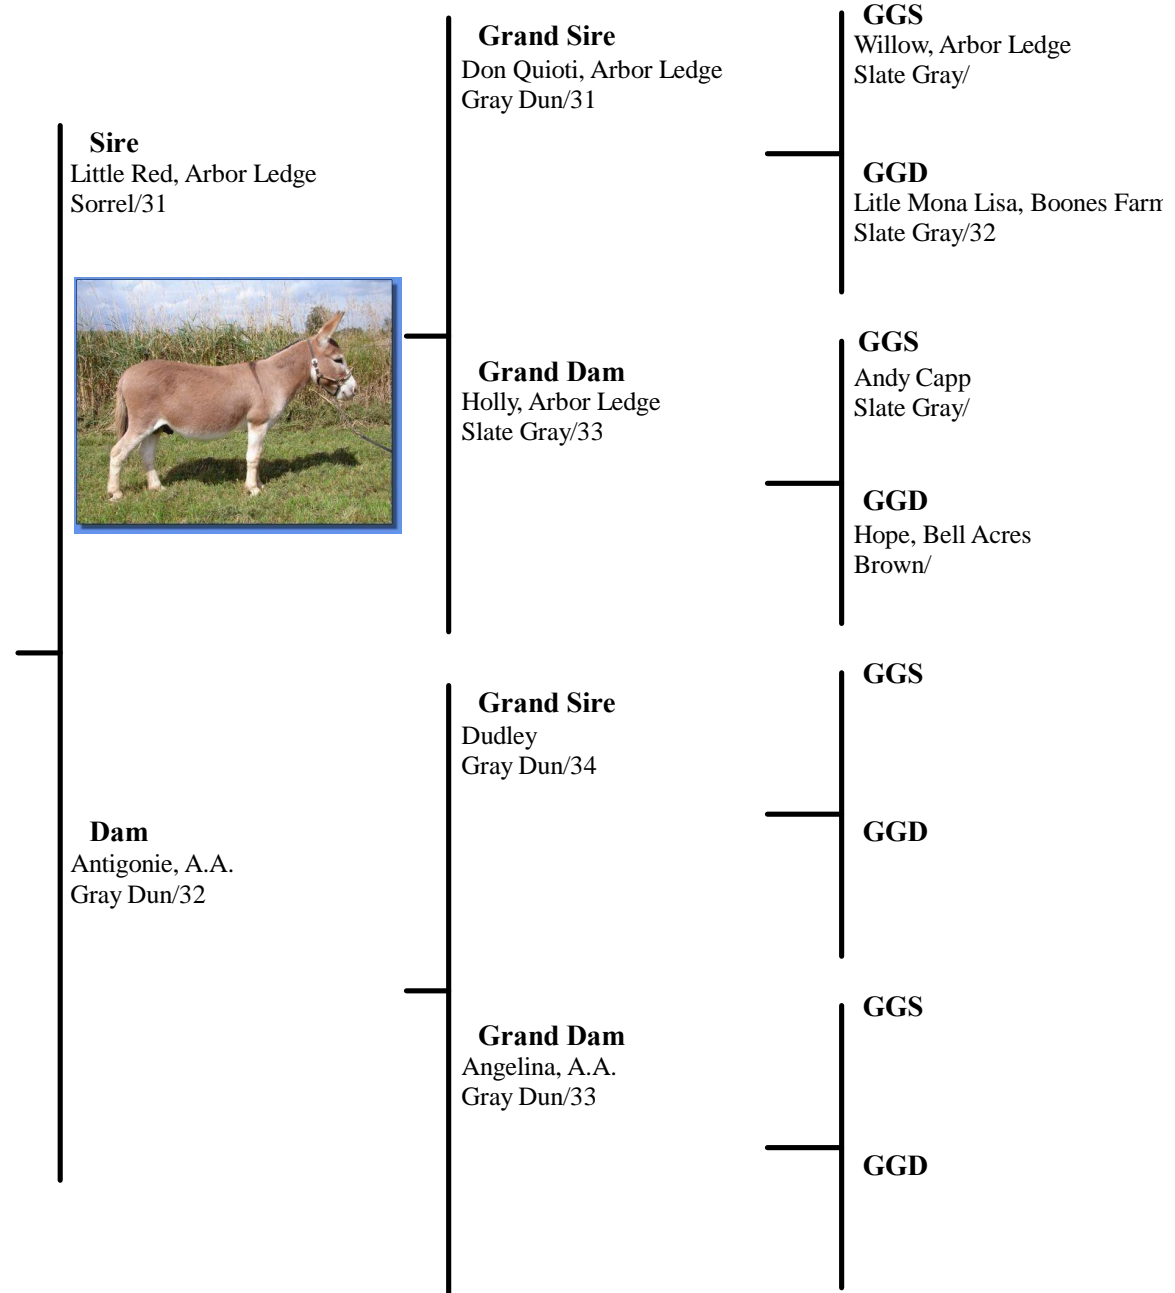 Sire
Little Red, Arbor Ledge
Sorrel/31
Dam
Antigonie, A.A.
Gray Dun/32
Grand Sire
Don Quioti, Arbor Ledge
Gray Dun/31
Grand Dam
Holly, Arbor Ledge
Slate Gray/33
Grand Sire
Dudley
Gray Dun/34
Grand Dam
Angelina, A.A.
Gray Dun/33
GGS
Willow, Arbor Ledge
Slate Gray/
GGD
Litle Mona Lisa, Boones Farm
Slate Gray/32
GGS
Andy Capp
Slate Gray/
GGD
Hope, Bell Acres
Brown/
GGS
GGD
GGS
GGD